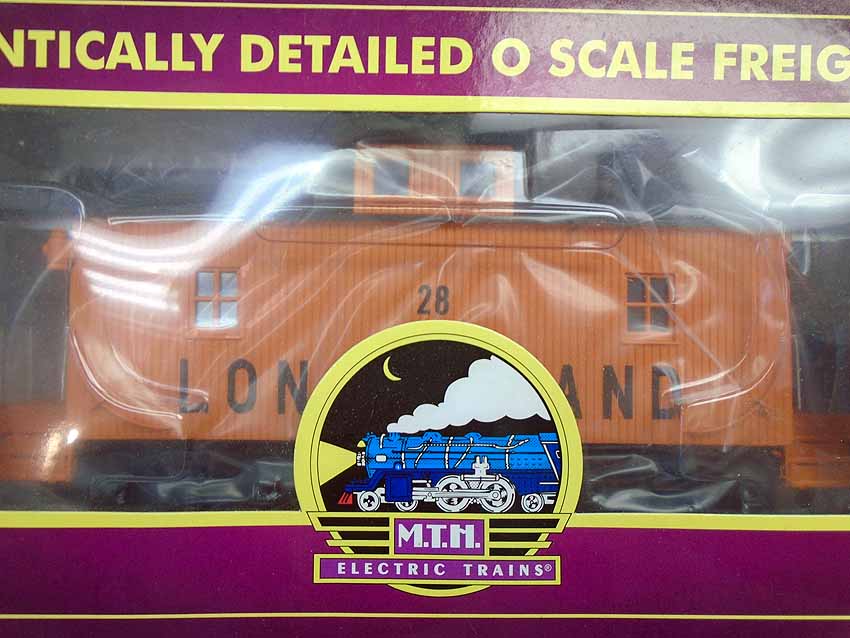 NTICALLY DETAILED O SCALE FREIG
28
LON AND
M.T.H.
ELECTRIC TRAINS®